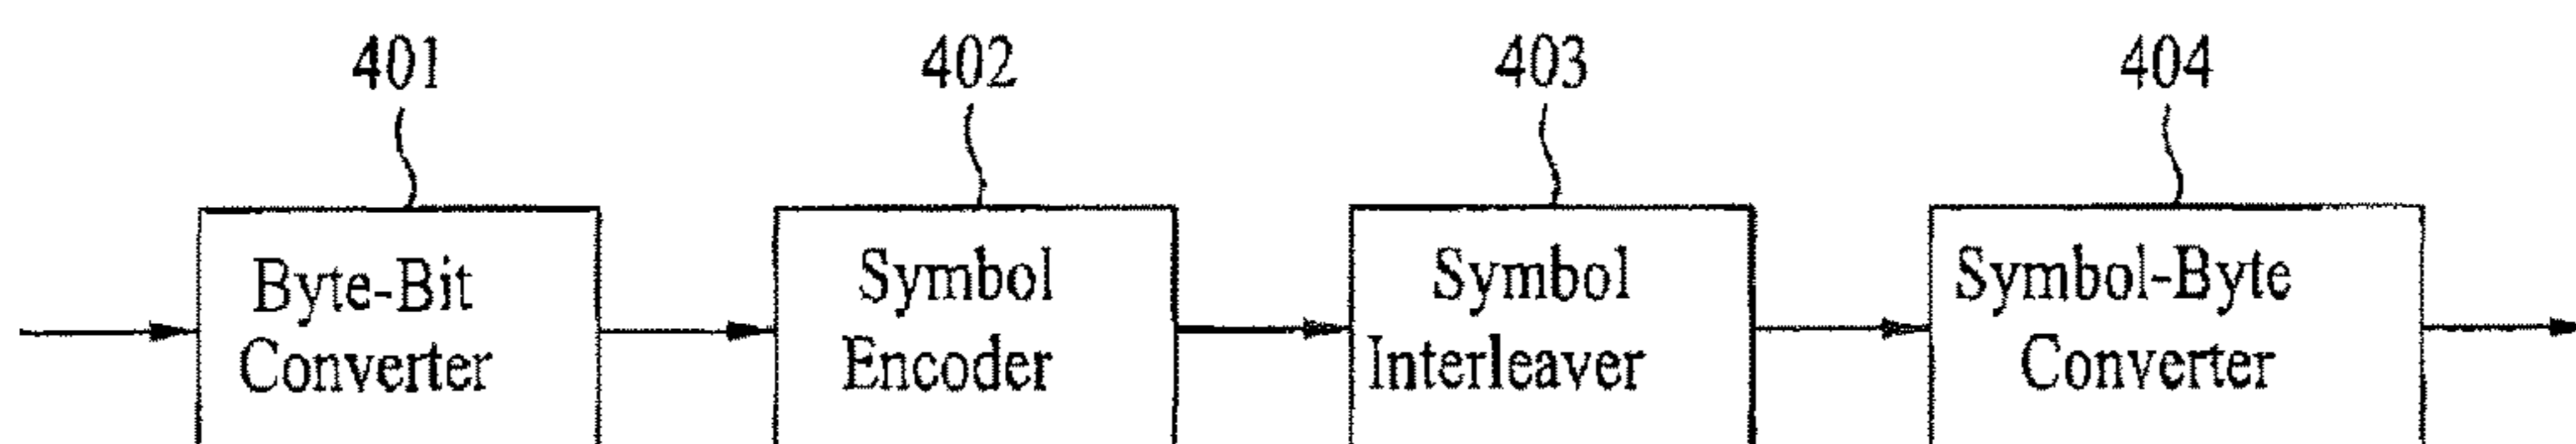 401 402 403 404
Byte-Bit Converter
Symbol Encoder
Symbol Interleaver
Symbol-Byte Converter